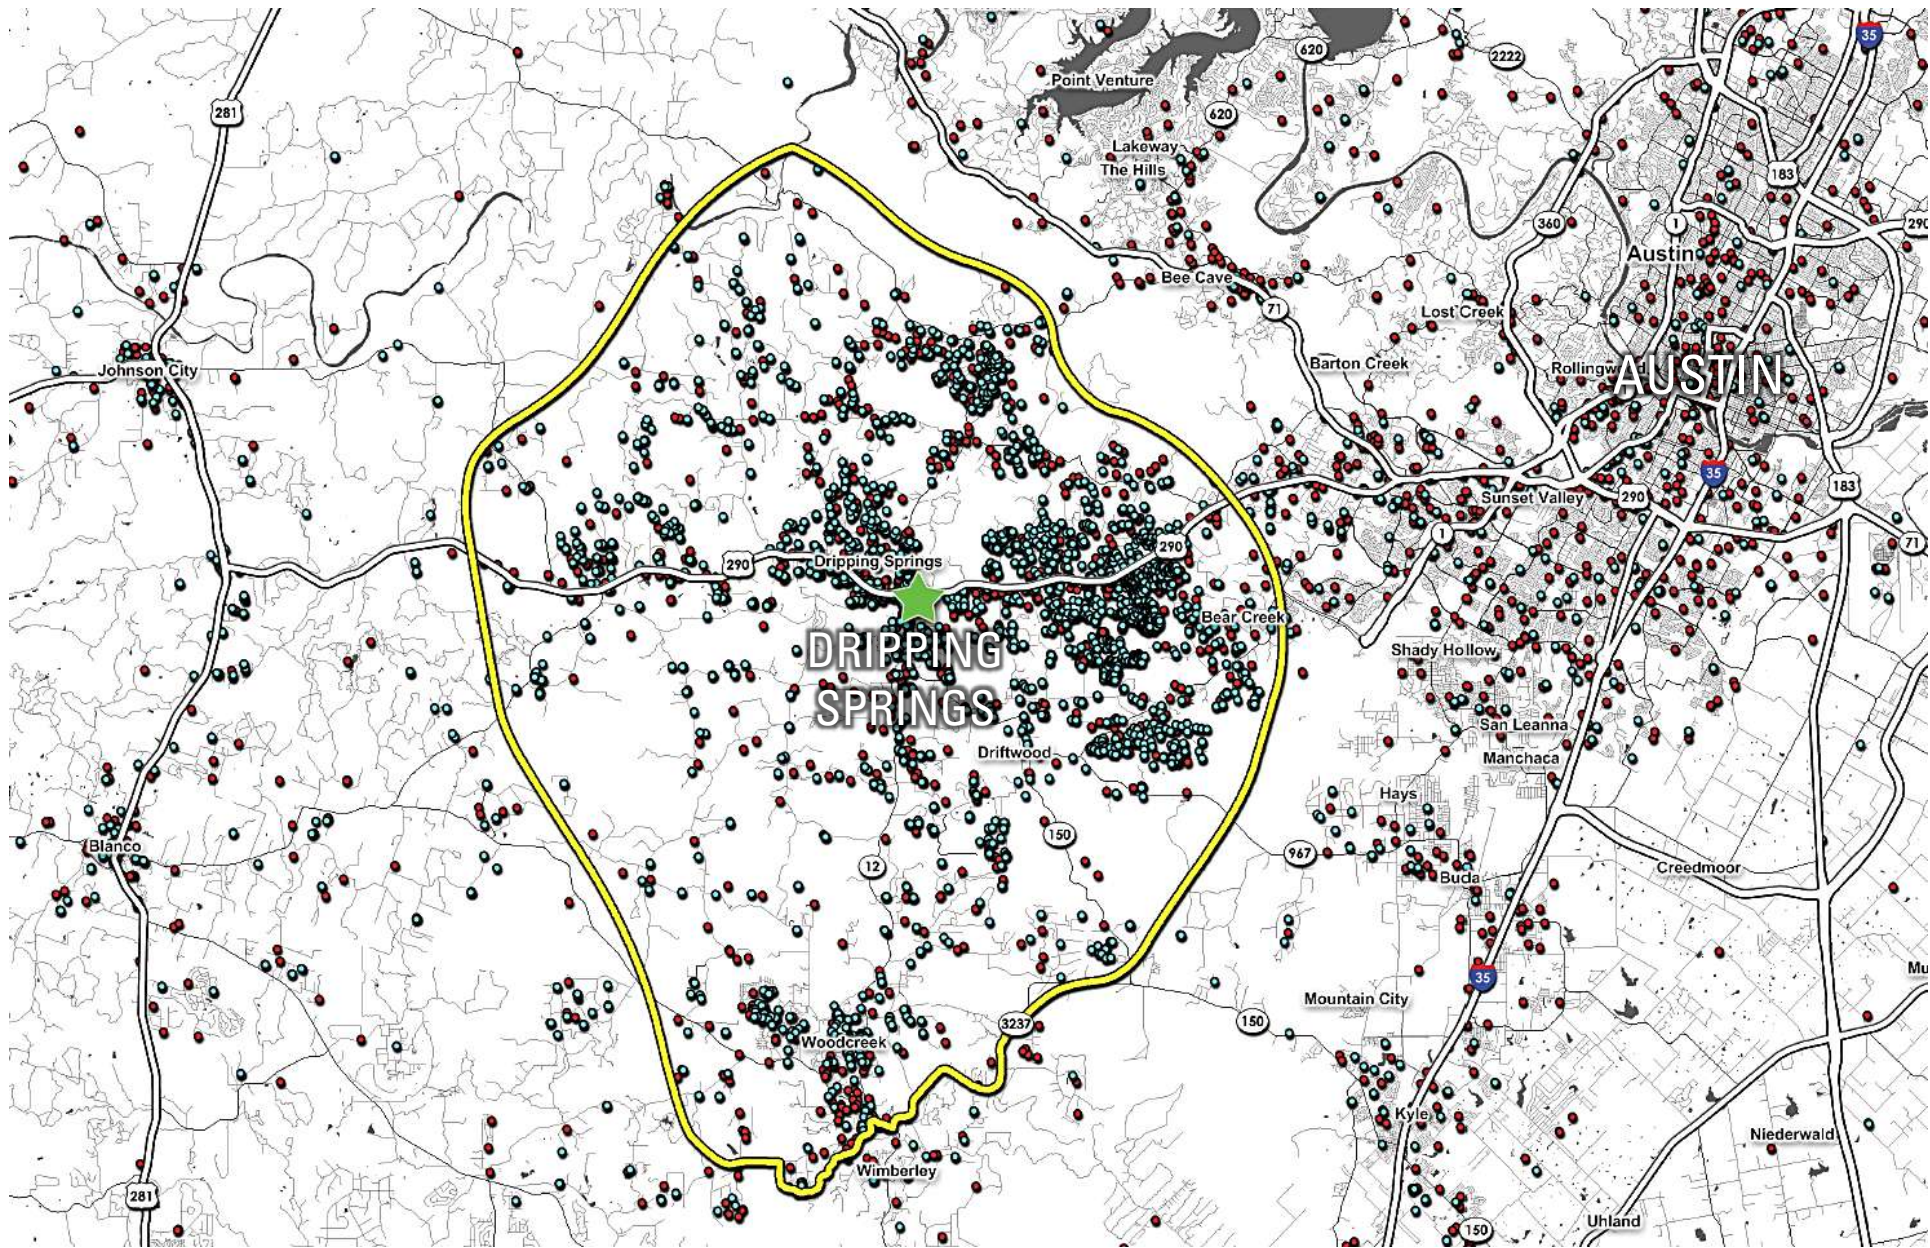 35
620
2222
Point Venture
281
620
Lakeway
The Hills
183
360
1
290
Austin
Bee Cave
71
Lost Creek
Johnson City
Barton Creek
Rollingwood
AUSTIN
35
183
Sunset Valley
290
1
71
290
Dripping Springs
290
Bear Creek
DRIPPING
SPRINGS
Shady Hollow
San Leanna
Driftwood
Manchaca
Hays
150
Blanco
967
12
Buda
Creedmoor
35
Mountain City
150
3237
Woodcreek
Kyle
Niederwald
Wimberley
281
Uhland
150